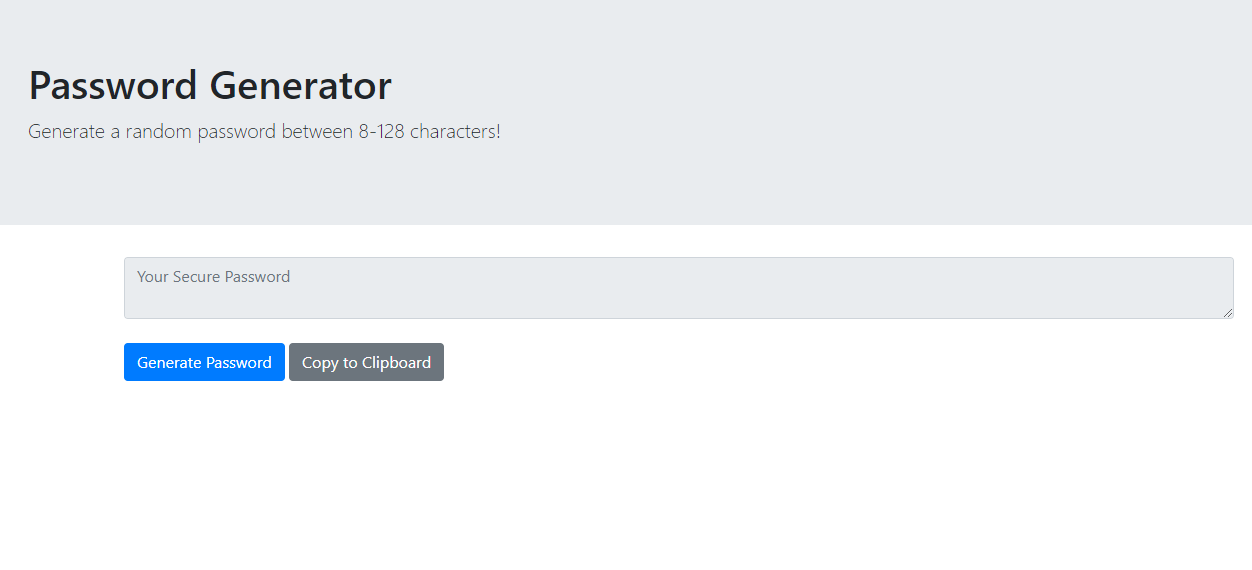 Password Generator
Generate a random password between 8-128 characters!
Your Secure Password
Generate Password Copy to Clipboard